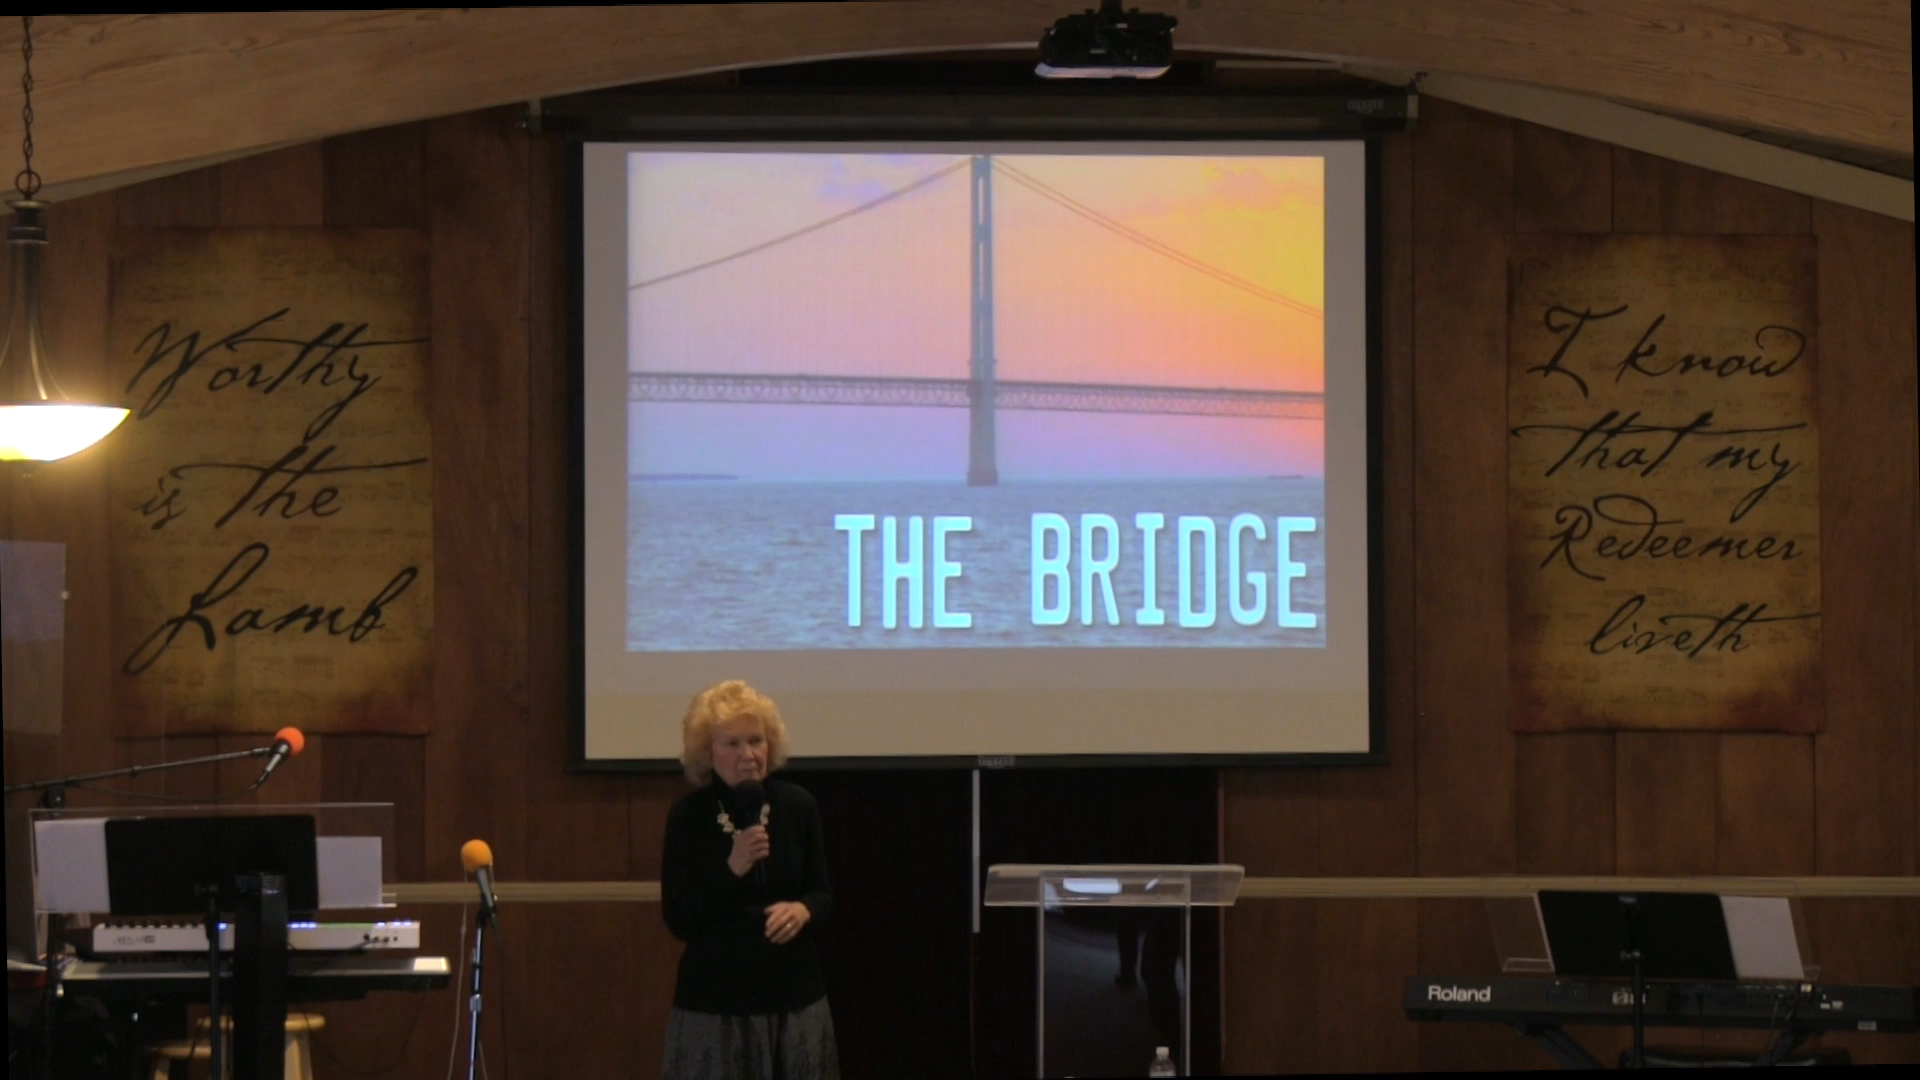 Worthy
is the
Lamb
THE BRIDGE
I know
that my
Redeemer
liveth
Roland